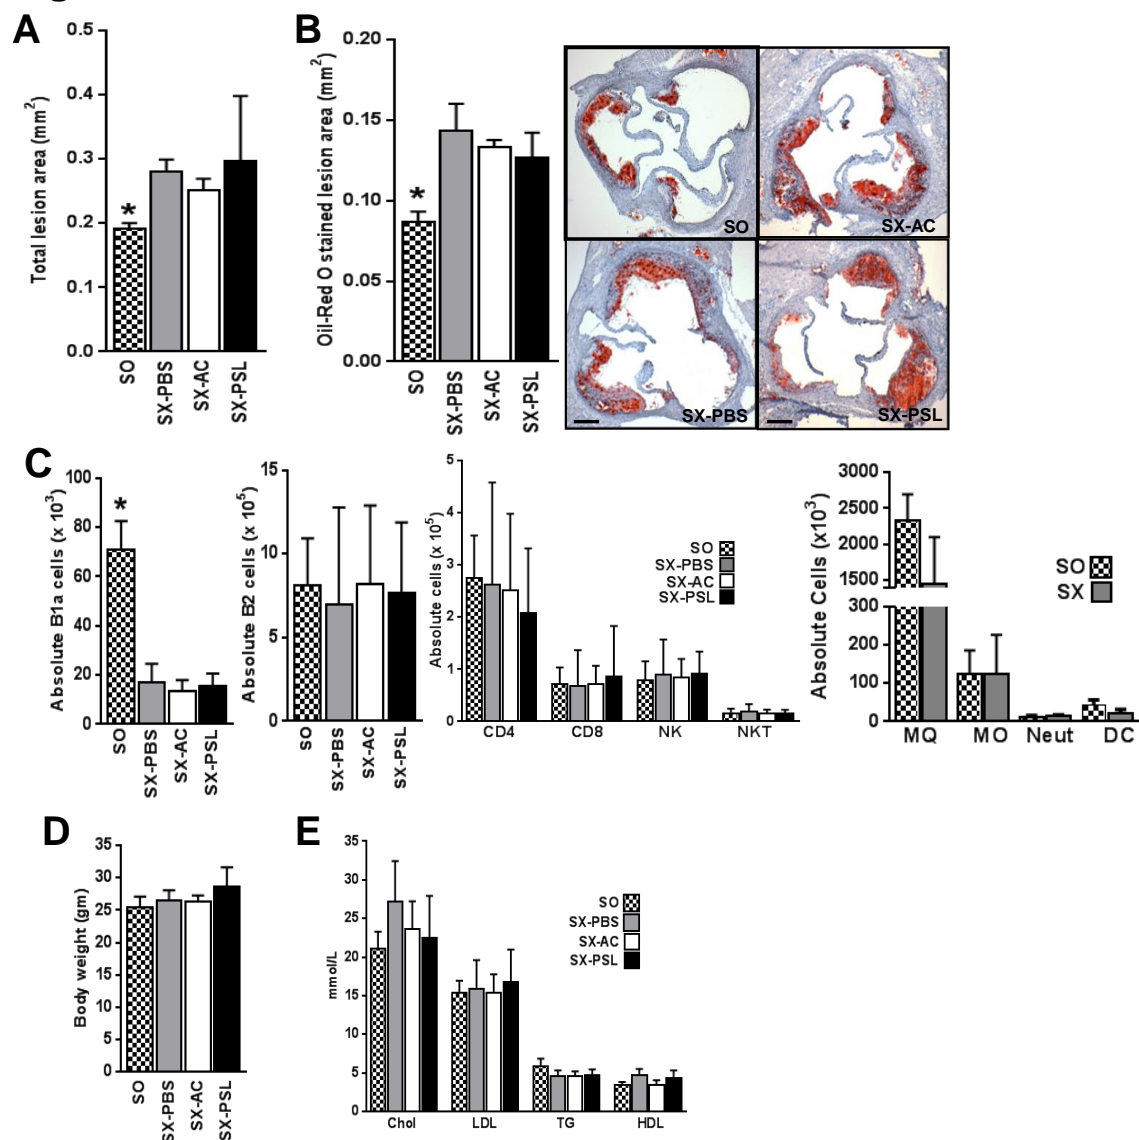 A
Total lesion area (mm2)
0.5
0.4
0.3
0.2
0.1
0.0
*
SO
SX-PBS
SX-AC
SX-PSL
B
Oil-Red O stained lesion area (mm2)
0.20
0.15
0.10
0.05
0.00
*
SO
SX-PBS
SX-AC
SX-PSL
SO
SX-AC
SX-PBS
SX-PSL
C
Absolute B1a cells (x 103)
100
80
60
40
20
0
*
SO
SX-PBS
SX-AC
SX-PSL
Absolute B2 cells (x 105)
15
10
5
0
SO
SX-PBS
SX-AC
SX-PSL
Absolute cells (x 105)
5
4
3
2
1
0
SO
SX-PBS
SX-AC
SX-PSL
CD4
CD8
NK
NKT
Absolute Cells (x103)
3000
2500
2000
1500
300
200
100
0
SO
SX
MQ
MO
Neut
DC
D
Body weight (gm)
35
30
25
20
15
10
5
0
SO
SX-PBS
SX-AC
SX-PSL
E
mmol/L
35
30
25
20
15
10
5
0
SO
SX-PBS
SX-AC
SX-PSL
Chol
LDL
TG
HDL